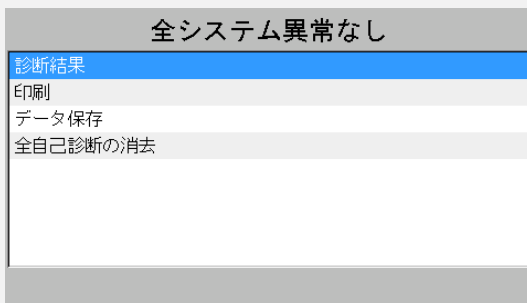 全システム異常なし
診断結果
印刷
データ保存
全自己診断の消去